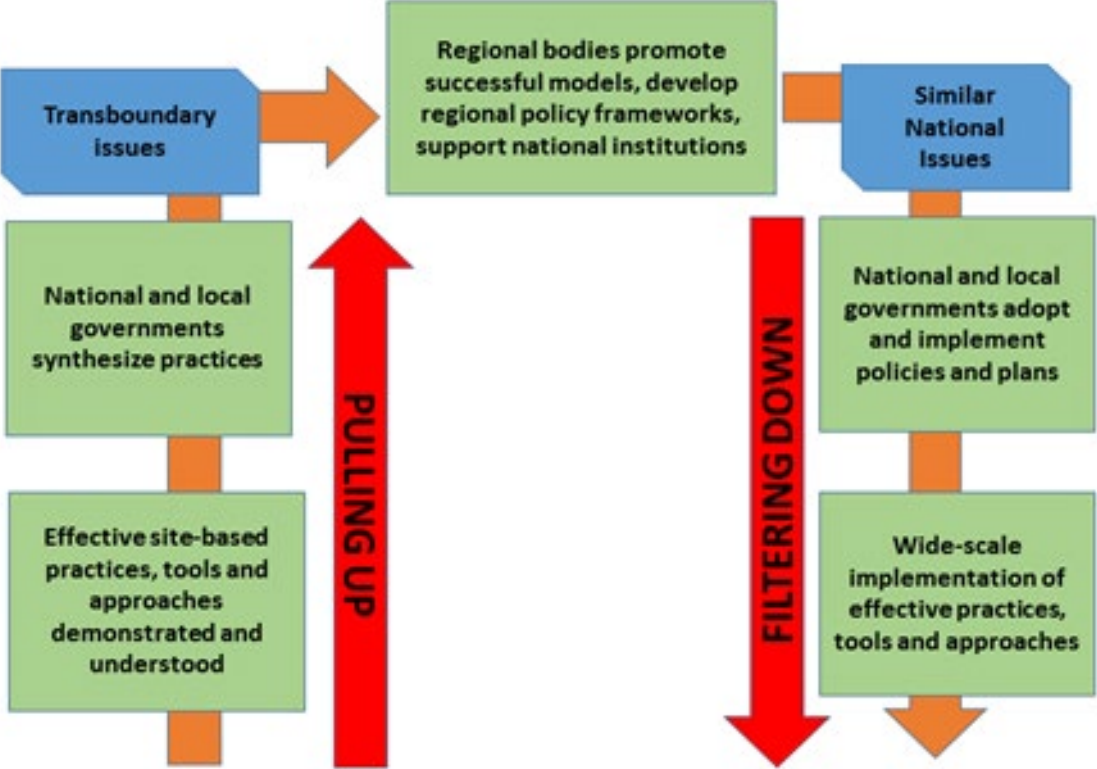 Regional bodies promote
successful models, develop
regional policy frameworks,
support national institutions
Transboundary
issues
Similar
National
Issues
National and local
governments
synthesize practices
National and local
governments adopt
and implement
policies and plans
PULLING UP
FILTERING DOWN
Effective site-based
practices, tools and
approaches
demonstrated and
understood
Wide-scale
implementation of
effective practices,
tools and approaches